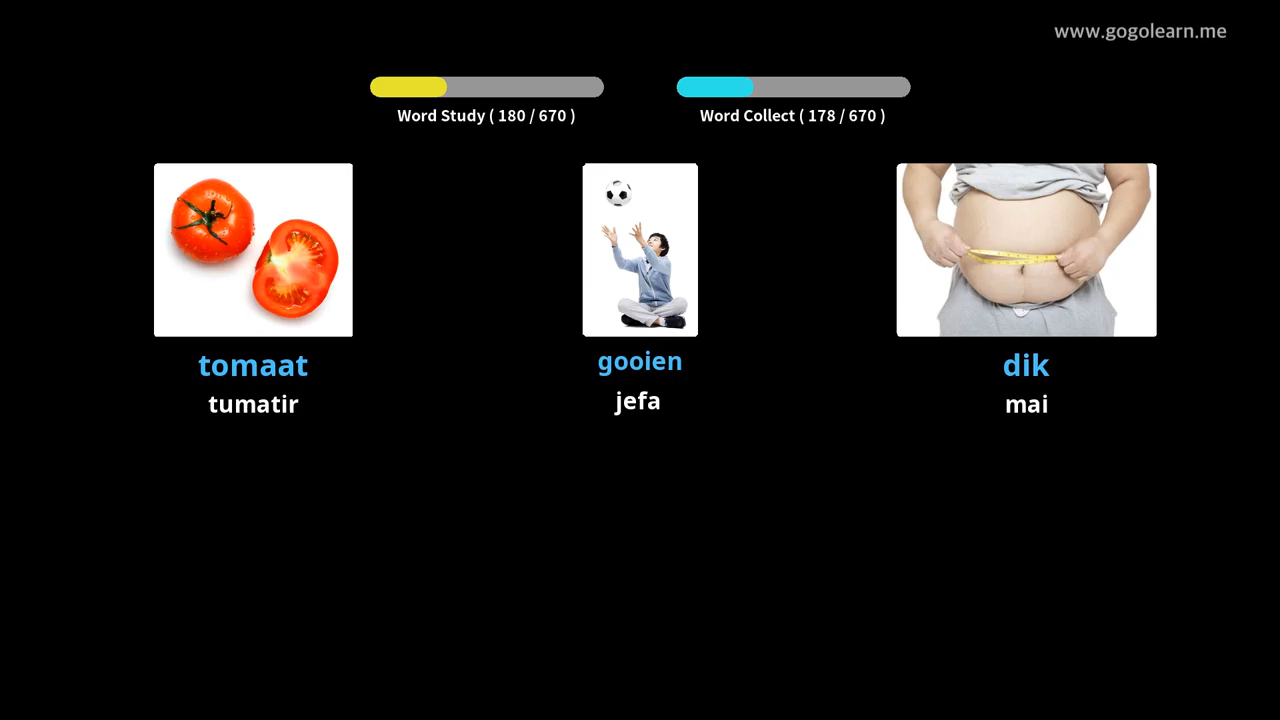 www.gogolearn.me
Word Study ( 180 / 670 )
Word Collect ( 178 / 670 )
tomaat
tumatir
gooien
jefa
dik
mai